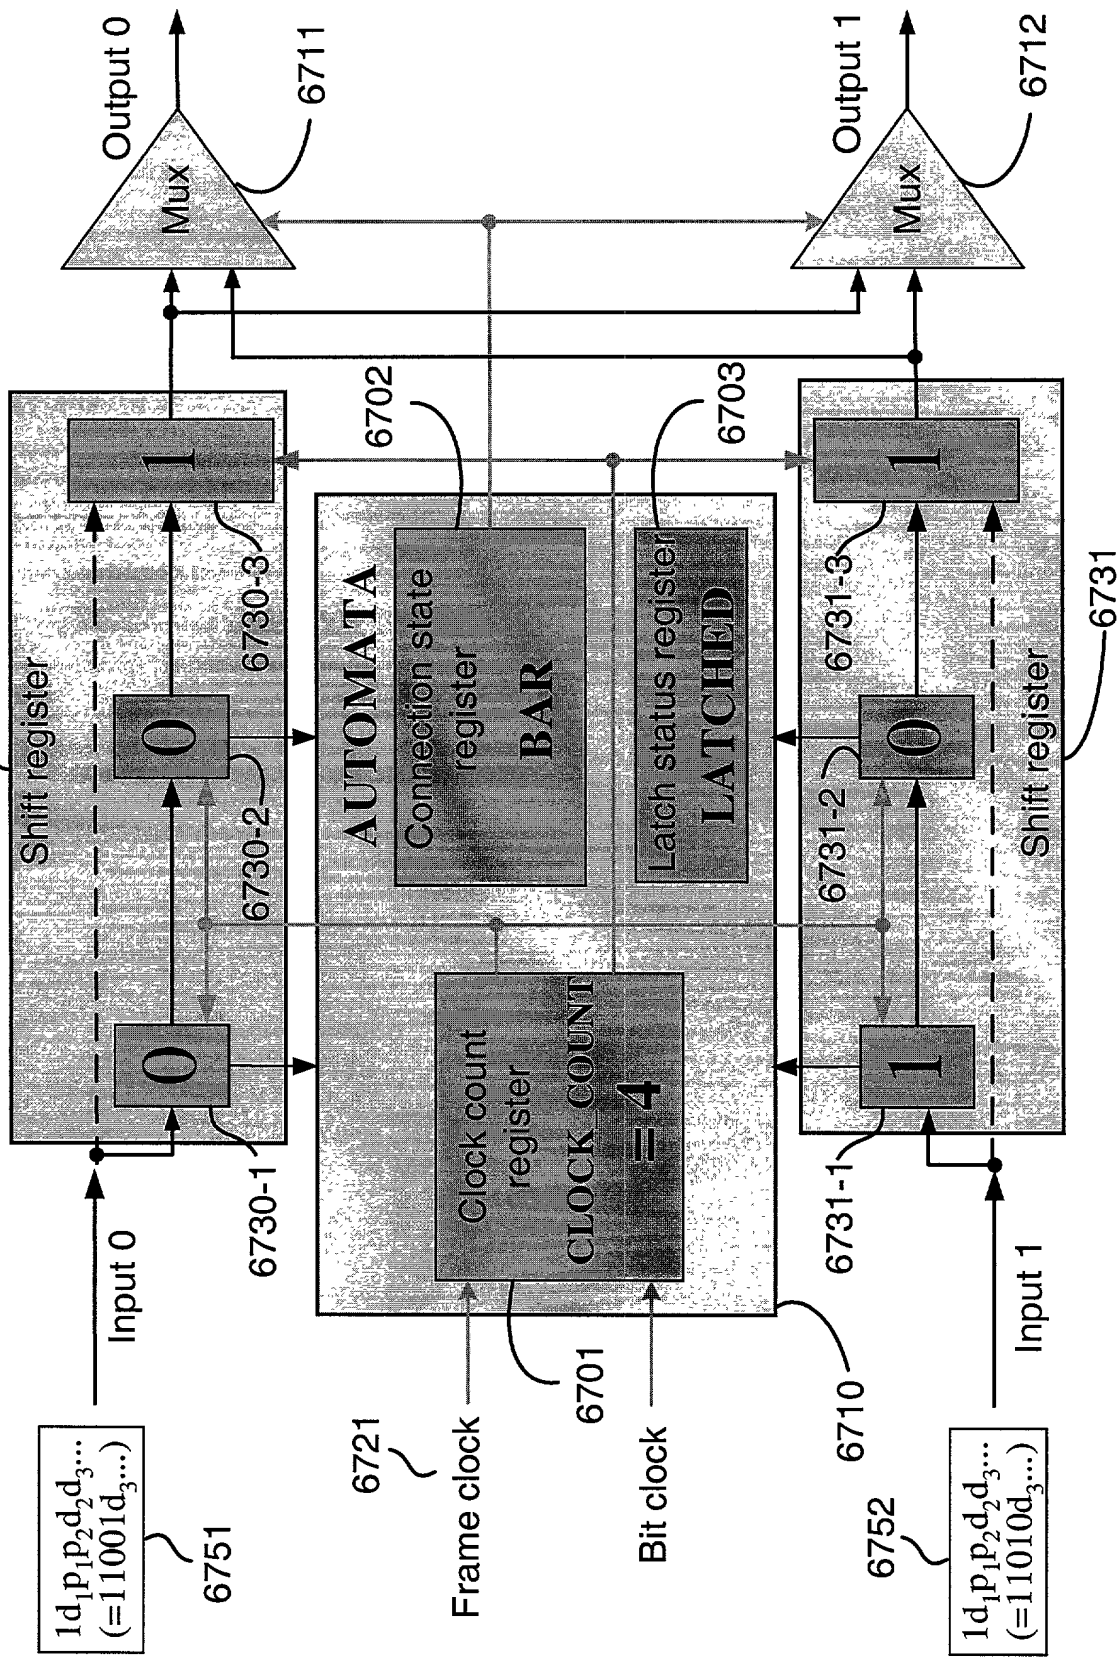 1d₁p₁p₂d₂d₃...
(=11001d₃...)
6751
Input 0
6730-1
0
Shift register
0
6730-2
1
6730-3
Output 0
Mux
6711
6721
Frame clock
Bit clock
6701
6710
Clock count
register
CLOCK COUNT
=4
AUTOMATA
Connection state
register
BAR
6702
Latch status register
LATCHED
6703
1d₁p₁p₂d₂d₃...
(=11010d₃...)
6752
Input 1
6731-1
1
6731-2
0
Shift register
6731-3
1
6731
Output 1
Mux
6712